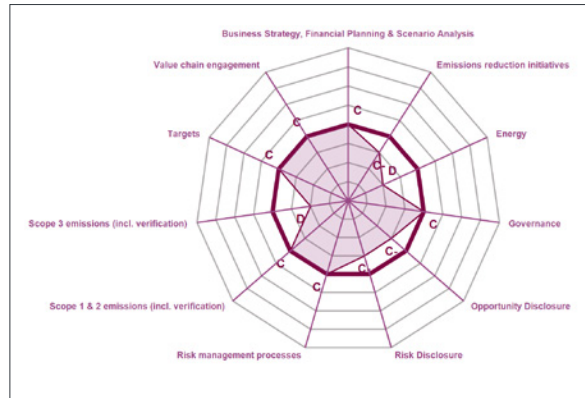 Business Strategy, Financial Planning & Scenario Analysis
Value chain engagement
Emissions reduction initiatives
C
C
Targets
Energy
C
C-
D
Scope 3 emissions (incl. verification)
D
C
Governance
C
C-
C
C-
Scope 1 & 2 emissions (incl. verification)
Opportunity Disclosure
Risk management processes
Risk Disclosure